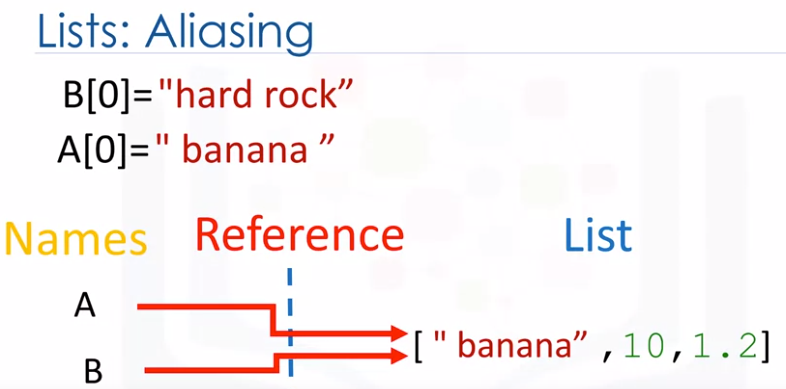 Lists: Aliasing
B[0]="hard rock”
A[0]=" banana ”
Names Reference List
A
[ " banana” ,10,1.2]
B